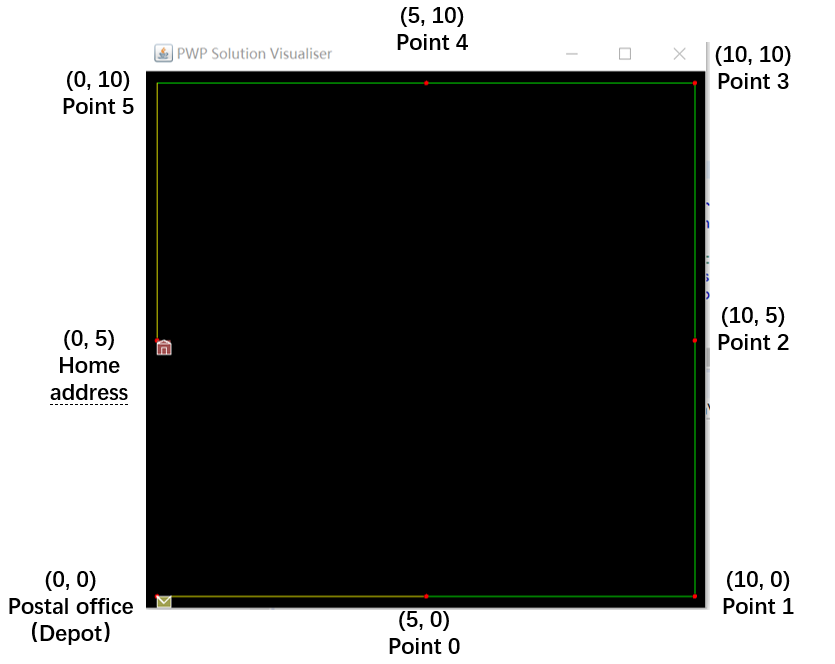 (5, 10)
Point 4
PWP Solution Visualiser
(10, 10)
Point 3
(0, 10)
Point 5
(0, 5)
Home
address
(10, 5)
Point 2
(0, 0)
Postal office
(Depot)
(10, 0)
Point 1
(5, 0)
Point 0